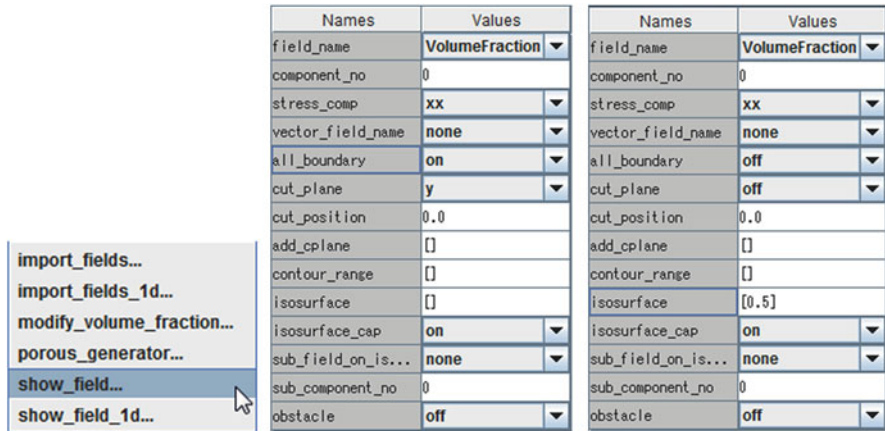 import_fields...
import_fields_1d...
modify_volume_fraction...
porous_generator...
show_field...
show_field_1d...
Names Values
field_name VolumeFraction
component_no 0
stress_comp xx
vector_field_name none
all_boundary on
cut_plane y
cut_position 0.0
add_cplane []
contour_range []
isosurface []
isosurface_cap on
sub_field_on_is... none
sub_component_no 0
obstacle off
Names Values
field_name VolumeFraction
component_no 0
stress_comp xx
vector_field_name none
all_boundary off
cut_plane off
cut_position 0.0
add_cplane []
contour_range []
isosurface [0.5]
isosurface_cap on
sub_field_on_is... none
sub_component_no 0
obstacle off